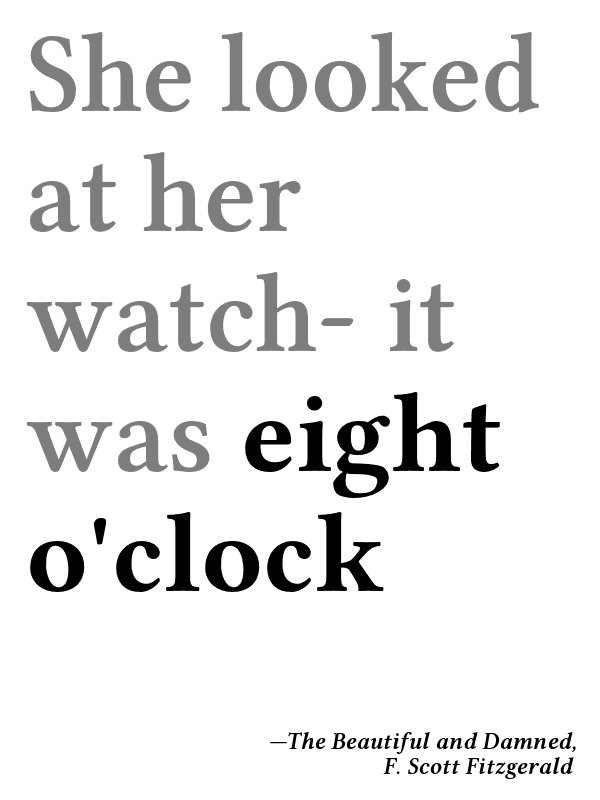 She looked
at her
watch- it
was eight
o'clock
—The Beautiful and Damned,
F. Scott Fitzgerald